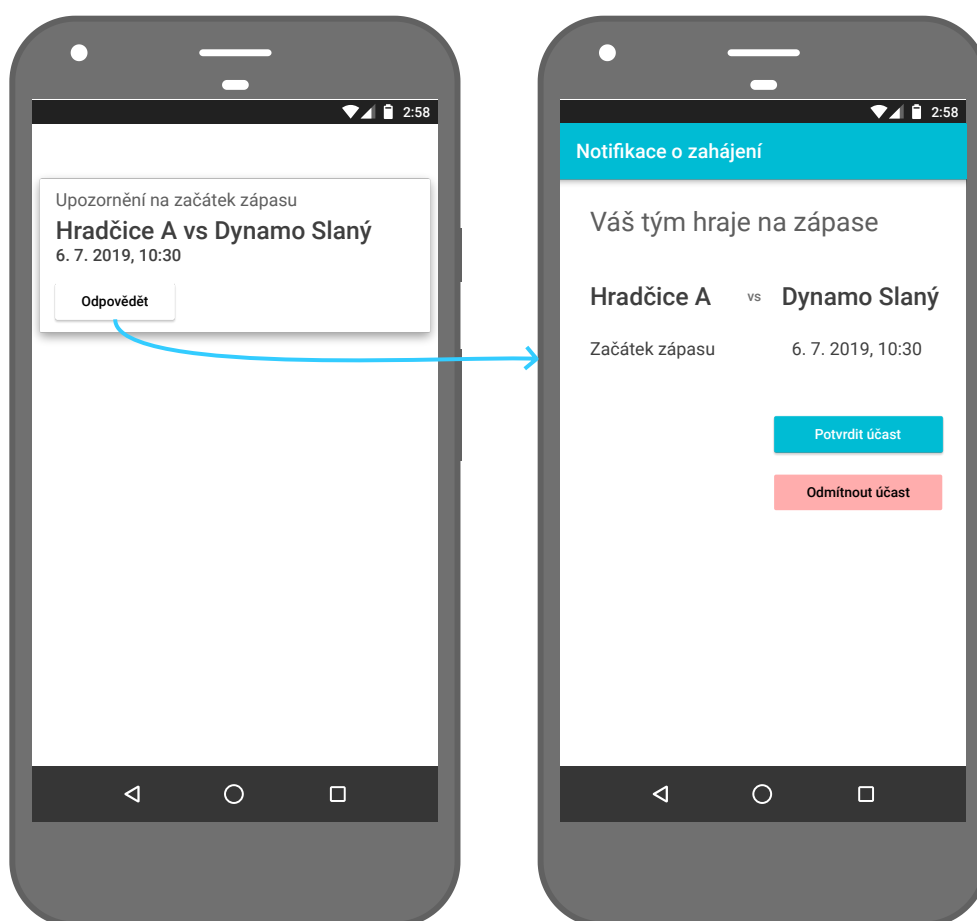 2:58
Upozornění na začátek zápasu
Hradčice A vs Dynamo Slaný
6. 7. 2019, 10:30
Odpovědět
2:58
Notifikace o zahájení
Váš tým hraje na zápase
Hradčice A vs Dynamo Slaný
Začátek zápasu 6. 7. 2019, 10:30
Potvrdit účast
Odmítnout účast